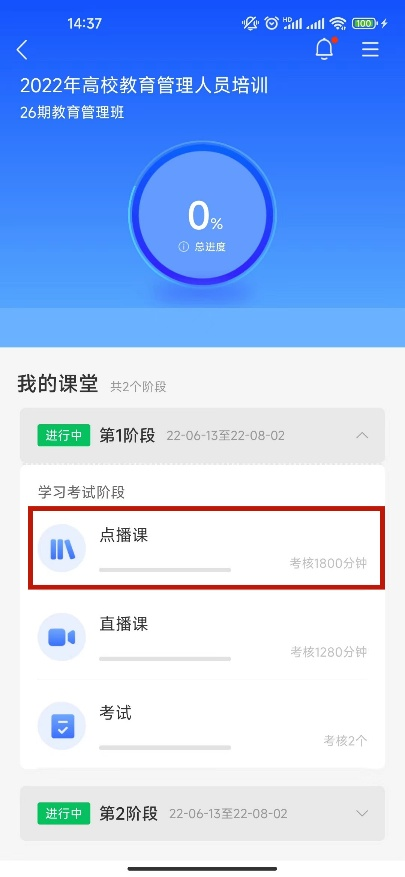 14:37
HD
100
2022年高校教育管理人员培训
26期教育管理班
0%
总进度
我的课堂 共2个阶段
进行中 第1阶段 22-06-13至22-08-02
学习考试阶段
点播课
考核1800分钟
直播课
考核1280分钟
考试
考核2个
进行中 第2阶段 22-06-13至22-08-02